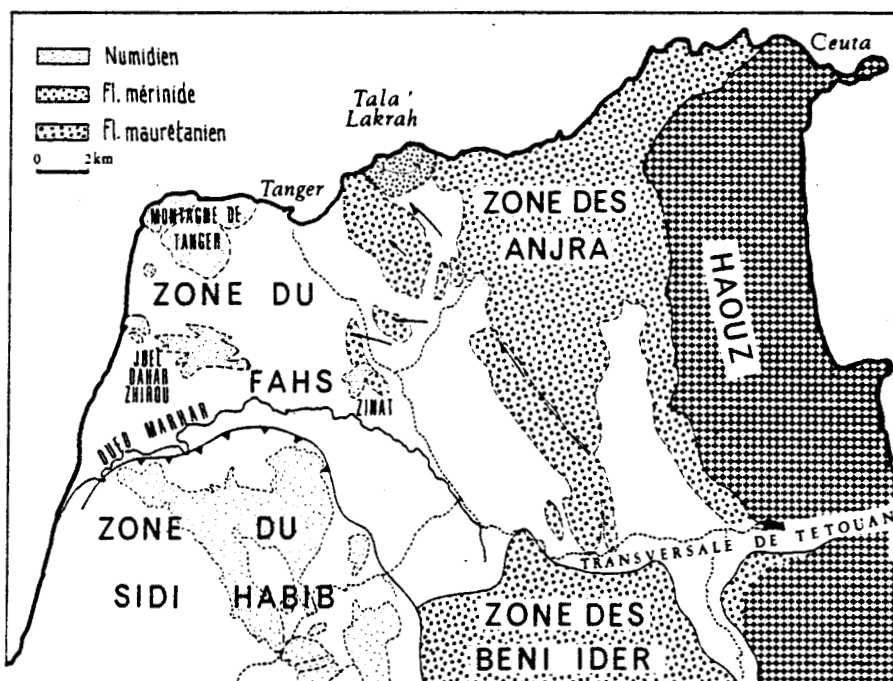 Numidien
Fl. mérinide
Fl. maurétanien
0 2km
Ceuta
Tala'
Lakrah
Tanger
MONTAGNE DE
TANGER
ZONE DES
ANJRA
HAOUZ
ZONE DU
FAHS
JBEL
DAHAR
ZHIROU
ZINAT
OUED MARHAR
ZONE DU
SIDI HABIB
TRANSVERSALE DE TETOUAN
ZONE DES
BENI IDER